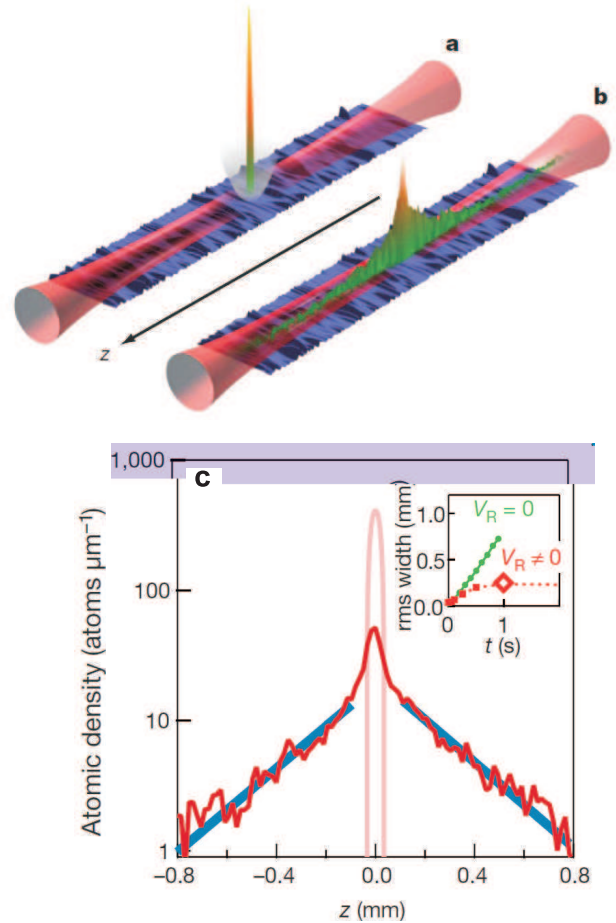 a
b
z
c
1,000
100
10
1
Atomic density (atoms μm⁻¹)
–0.8
–0.4
0.0
0.4
0.8
z (mm)
rms width (mm)
1.0
0.5
0.0
V_R = 0
V_R ≠ 0
0
1
t (s)